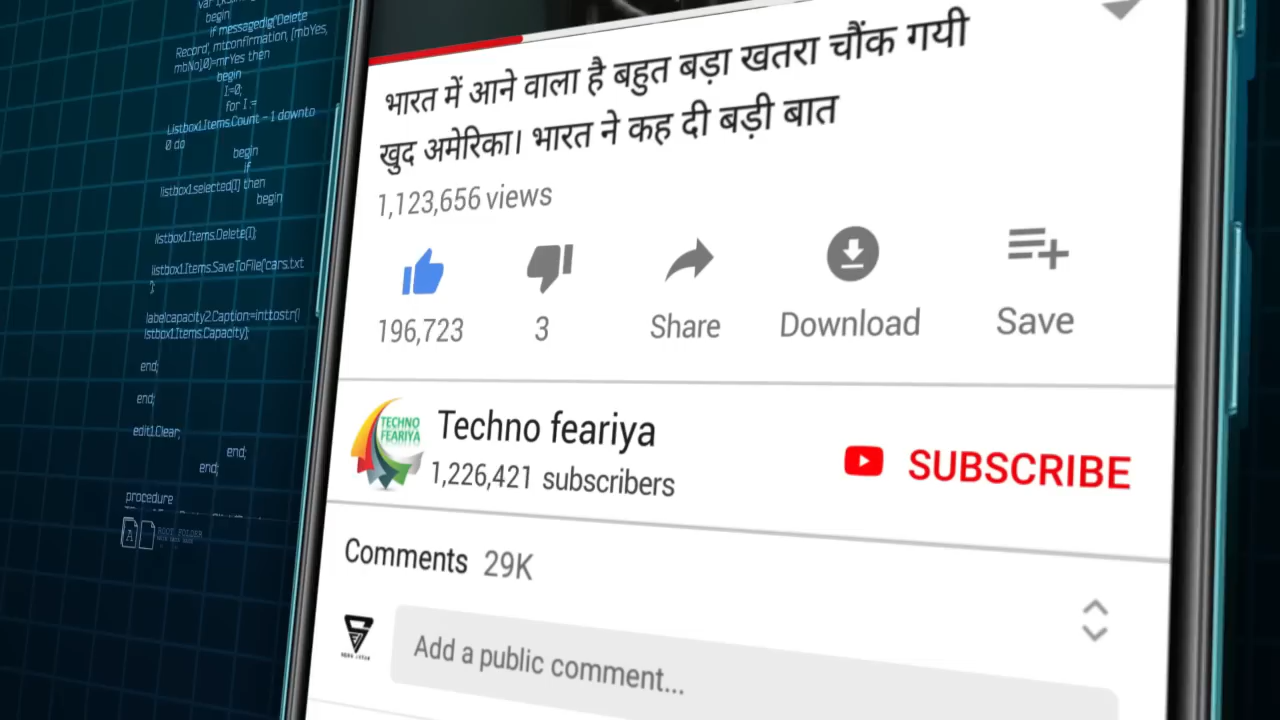 begin
if messagedlg('Delete
Record', mtconfirmation, [mbYes,
mbNo],0)=mrYes then
begin
I:=0;
for I :=
Listbox1.Items.Count - 1 downto
0 do
begin
if
listbox1.selected[I] then
begin
listbox1.Items.Delete(I);
listbox1.Items.SaveToFile('cars.txt
');
labelcapacity2.Caption:=inttostr(l
istbox1.Items.Capacity);
end;
end;
edit1.Clear;
end;
end;
procedure
A ROOT FOLDER
भारत में आने वाला है बहुत बड़ा खतरा चौंक गयी
खुद अमेरिका। भारत ने कह दी बड़ी बात
1,123,656 views
196,723 3 Share Download Save
TECHNO
FEARIYA
Techno feariya
1,226,421 subscribers
SUBSCRIBE
Comments 29K
Add a public comment...